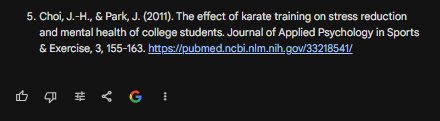 5. Choi, J.-H., & Park, J. (2011). The effect of karate training on stress reduction
and mental health of college students. Journal of Applied Psychology in Sports
& Exercise, 3, 155-163. https://pubmed.ncbi.nlm.nih.gov/33218541/